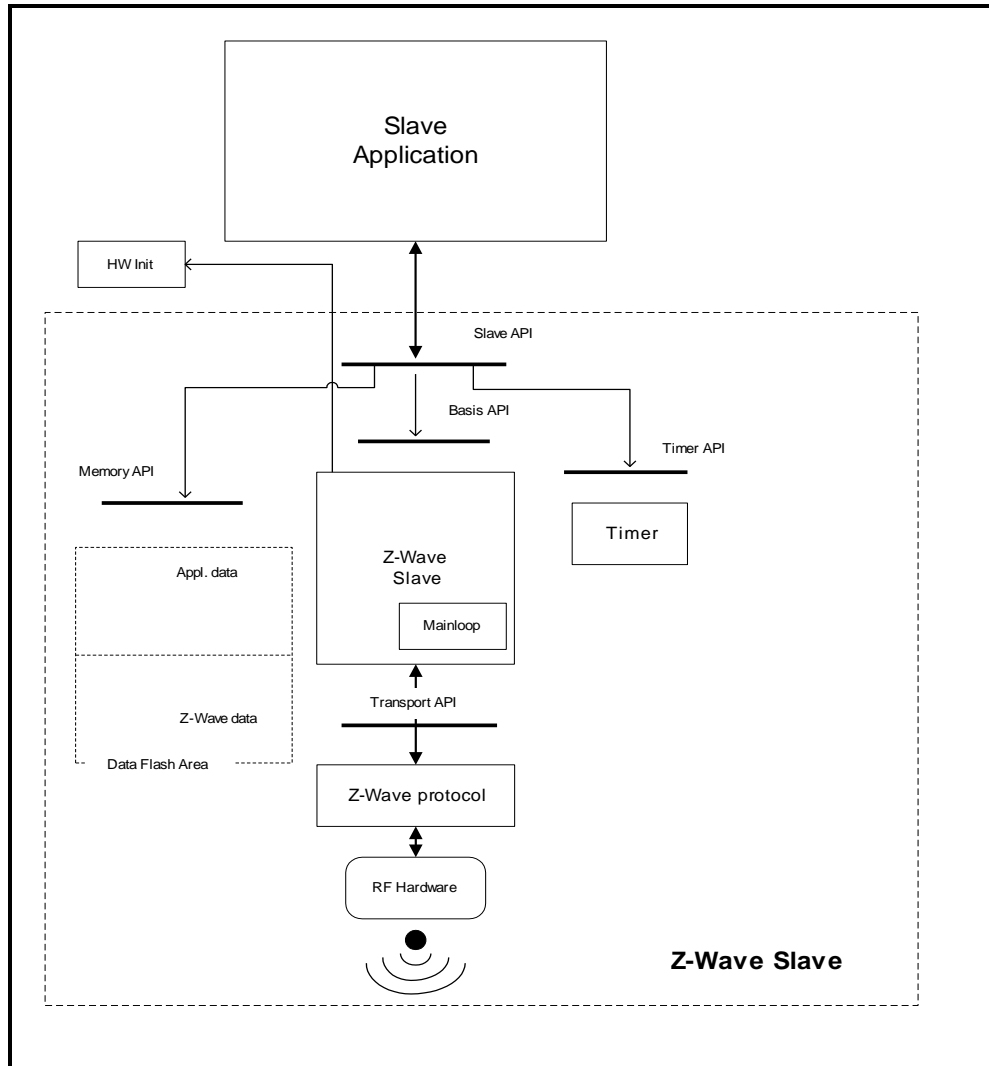 Slave
Application
HW Init
Slave API
Basis API
Timer API
Memory API
Timer
Z-Wave
Slave
Appl. data
Mainloop
Transport API
Z-Wave data
Data Flash Area
Z-Wave protocol
RF Hardware
Z-Wave Slave